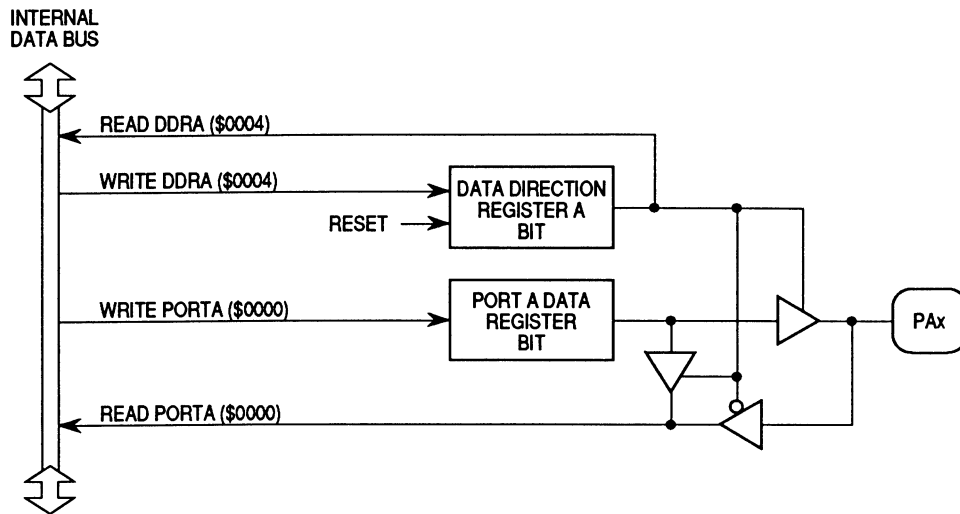 INTERNAL
DATA BUS
READ DDRA ($0004)
WRITE DDRA ($0004)
RESET
DATA DIRECTION
REGISTER A
BIT
WRITE PORTA ($0000)
PORT A DATA
REGISTER
BIT
PAx
READ PORTA ($0000)